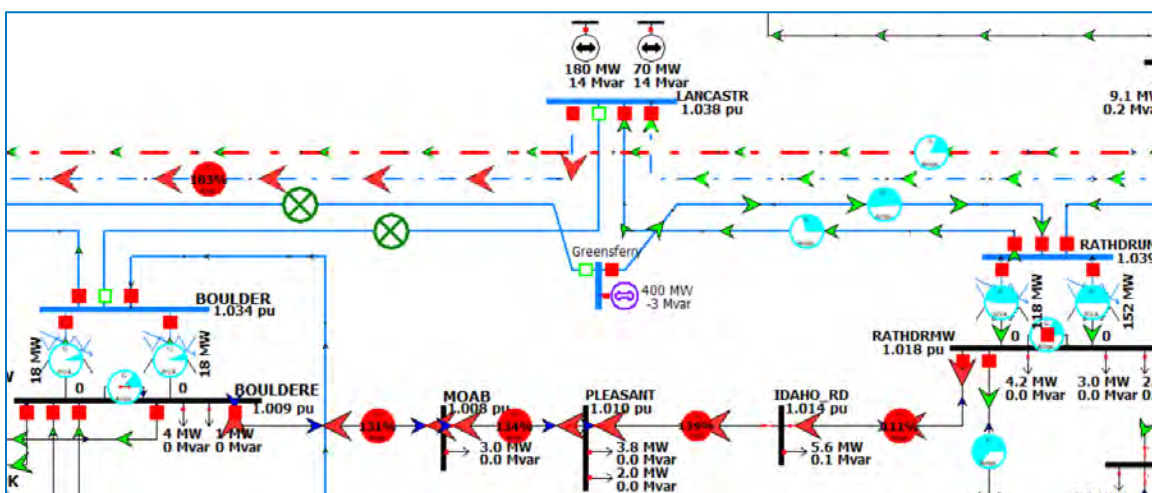 180 MW
14 Mvar
70 MW
14 Mvar
LANCASTR
1.038 pu
9.1 MW
0.2 Mva
103%
Greensferry
400 MW
-3 Mvar
RATHDRUM
1.039
BOULDER
1.034 pu
118 MW
152 MW
RATHDRMW
1.018 pu
0
0
18 MW
18 MW
0
0
4.2 MW
0.0 Mvar
3.0 MW
0.0 Mvar
2.
0.
BOULDERE
1.009 pu
MOAB
1.008 pu
PLEASANT
1.010 pu
IDAHO_RD
1.014 pu
131%
134%
139%
111%
4 MW
0 Mvar
1 MW
0 Mvar
3.0 MW
0.0 Mvar
3.8 MW
0.0 Mvar
2.0 MW
0.0 Mvar
5.6 MW
0.1 Mvar
K